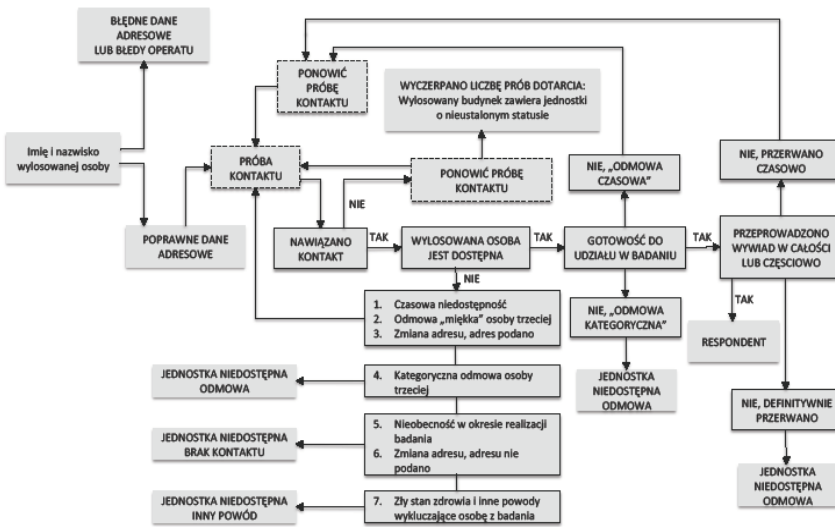 BŁĘDNE DANE
ADRESOWE
LUB BŁĘDY OPERATU
PONOWIĆ
PRÓBĘ
KONTAKTU
WYCZERPANO LICZBĘ PRÓB DOTARCIA:
Wylosowany budynek zawiera jednostki
o nieustalonym statusie
Imię i nazwisko
wylosowanej osoby
PRÓBA
KONTAKTU
PONOWIĆ PRÓBĘ
KONTAKTU
NIE, „ODMOWA
CZASOWA”
NIE, PRZERWANO
CZASOWO
NIE
POPRAWNE DANE
ADRESOWE
NAWIĄZANO
KONTAKT
TAK
WYLOSOWANA OSOBA
JEST DOSTĘPNA
TAK
GOTOWOŚĆ DO
UDZIAŁU W BADANIU
TAK
PRZEPROWADZONO
WYWIAD W CAŁOŚCI
LUB CZĘSCIOWO
NIE
1. Czasowa niedostępność
2. Odmowa „miękka” osoby trzeciej
3. Zmiana adresu, adres podano
NIE, „ODMOWA
KATEGORYCZNA”
TAK
RESPONDENT
JEDNOSTKA NIEDOSTĘPNA
ODMOWA
4. Kategoryczna odmowa osoby
trzeciej
JEDNOSTKA
NIEDOSTĘPNA
ODMOWA
NIE, DEFINITYWNIE
PRZERWANO
JEDNOSTKA NIEDOSTĘPNA
BRAK KONTAKTU
5. Nieobecność w okresie realizacji
badania
6. Zmiana adresu, adresu nie
podano
JEDNOSTKA
NIEDOSTĘPNA
ODMOWA
JEDNOSTKA NIEDOSTĘPNA
INNY POWÓD
7. Zły stan zdrowia i inne powody
wykluczające osobę z badania